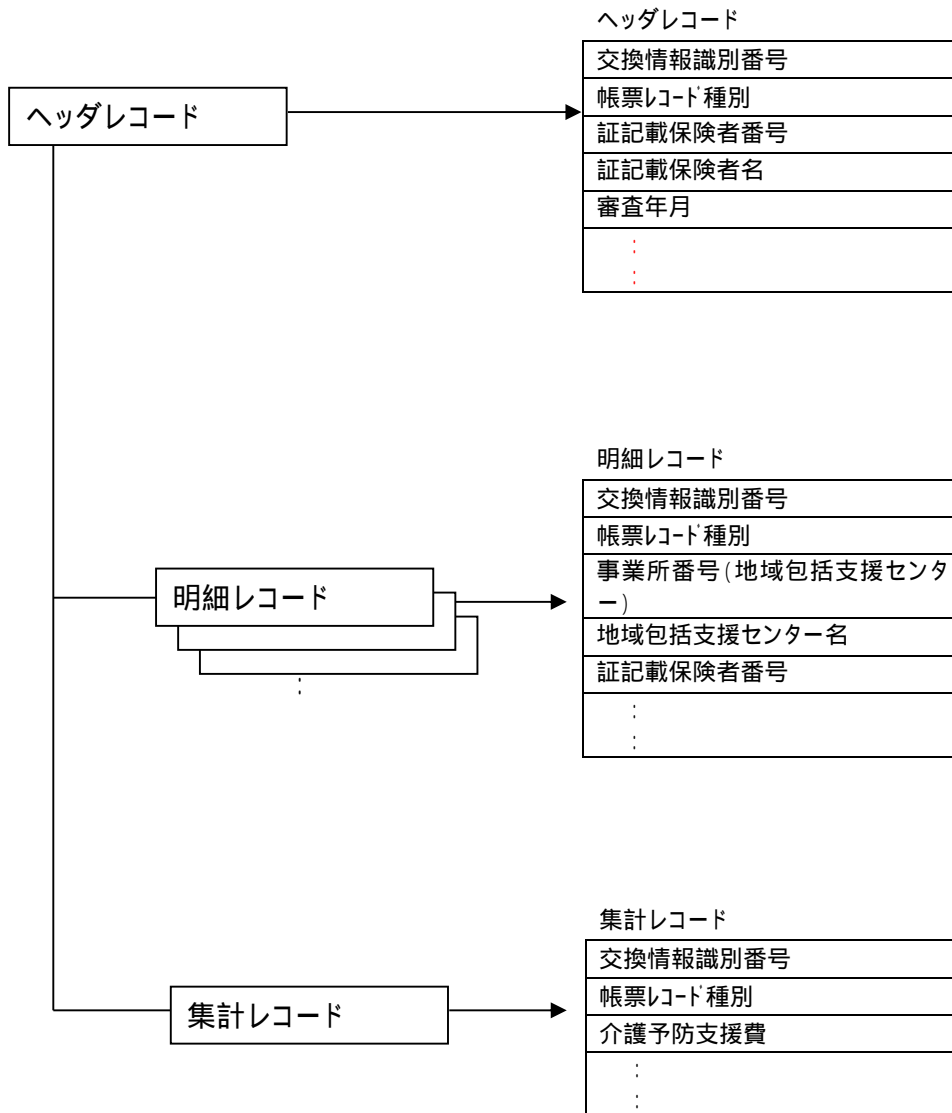 ヘッダレコード
交換情報識別番号
帳票ﾚｺｰﾄﾞ種別
証記載保険者番号
証記載保険者名
審査年月
:
:
ヘッダレコード
明細レコード
交換情報識別番号
帳票ﾚｺｰﾄﾞ種別
事業所番号(地域包括支援センタ
ー)
地域包括支援センター名
証記載保険者番号
:
:
明細レコード
:
集計レコード
交換情報識別番号
帳票ﾚｺｰﾄﾞ種別
介護予防支援費
:
:
集計レコード